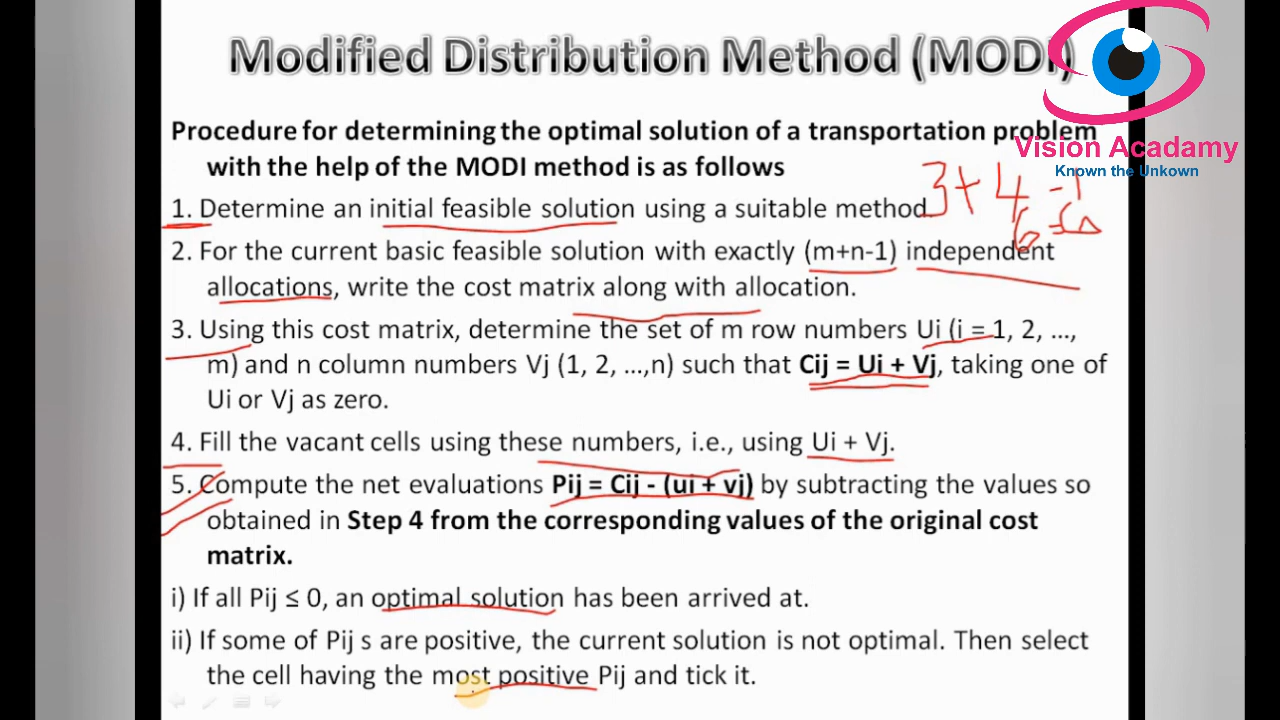 Modified Distribution Method (MODI)
Vision Acadamy
Known the Unkown
Procedure for determining the optimal solution of a transportation problem
with the help of the MODI method is as follows
3+4-1
6=6
1. Determine an initial feasible solution using a suitable method
2. For the current basic feasible solution with exactly (m+n-1) independent
allocations, write the cost matrix along with allocation.
3. Using this cost matrix, determine the set of m row numbers Ui (i = 1, 2, ...,
m) and n column numbers Vj (1, 2, ...,n) such that Cij = Ui + Vj, taking one of
Ui or Vj as zero.
4. Fill the vacant cells using these numbers, i.e., using Ui + Vj.
5. Compute the net evaluations Pij = Cij - (ui + vj) by subtracting the values so
obtained in Step 4 from the corresponding values of the original cost
matrix.
i) If all Pij ≤ 0, an optimal solution has been arrived at.
ii) If some of Pij s are positive, the current solution is not optimal. Then select
the cell having the most positive Pij and tick it.